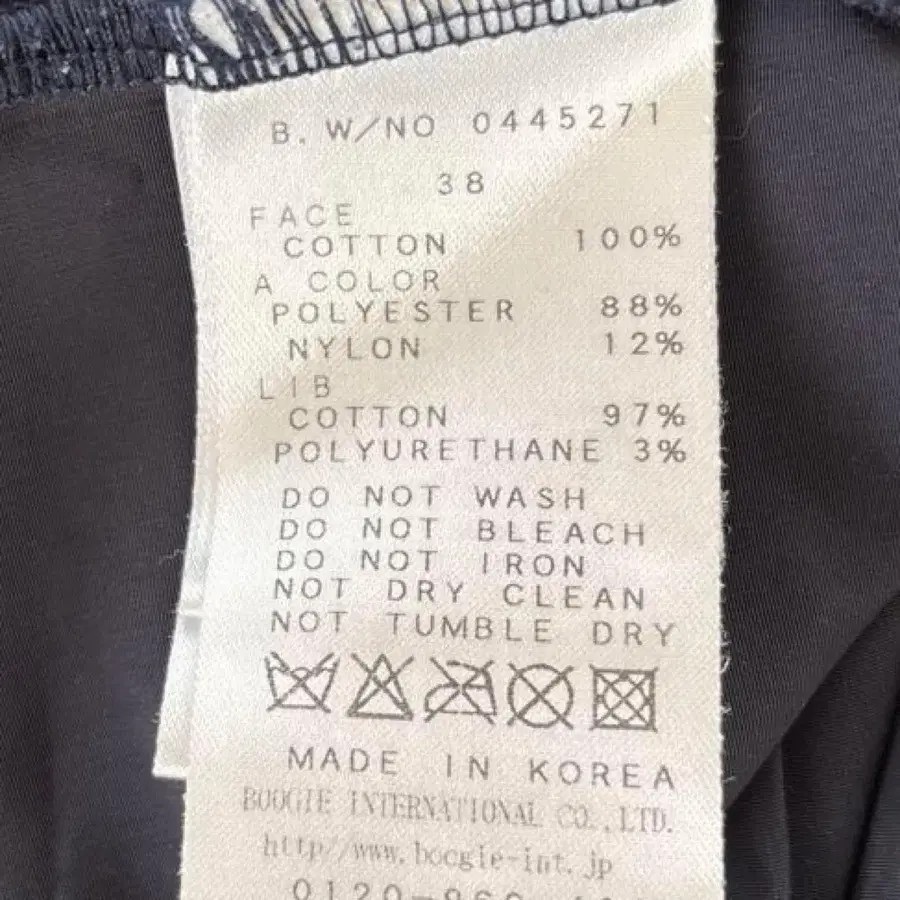 B. W/NO 0445271
38
FACE
COTTON 100%
A COLOR
POLYESTER 88%
NYLON 12%
LIB
COTTON 97%
POLYURETHANE 3%
DO NOT WASH
DO NOT BLEACH
DO NOT IRON
NOT DRY CLEAN
NOT TUMBLE DRY
MADE IN KOREA
BOOGIE INTERNATIONAL CO.,LTD.
http//www.boogie-int.jp